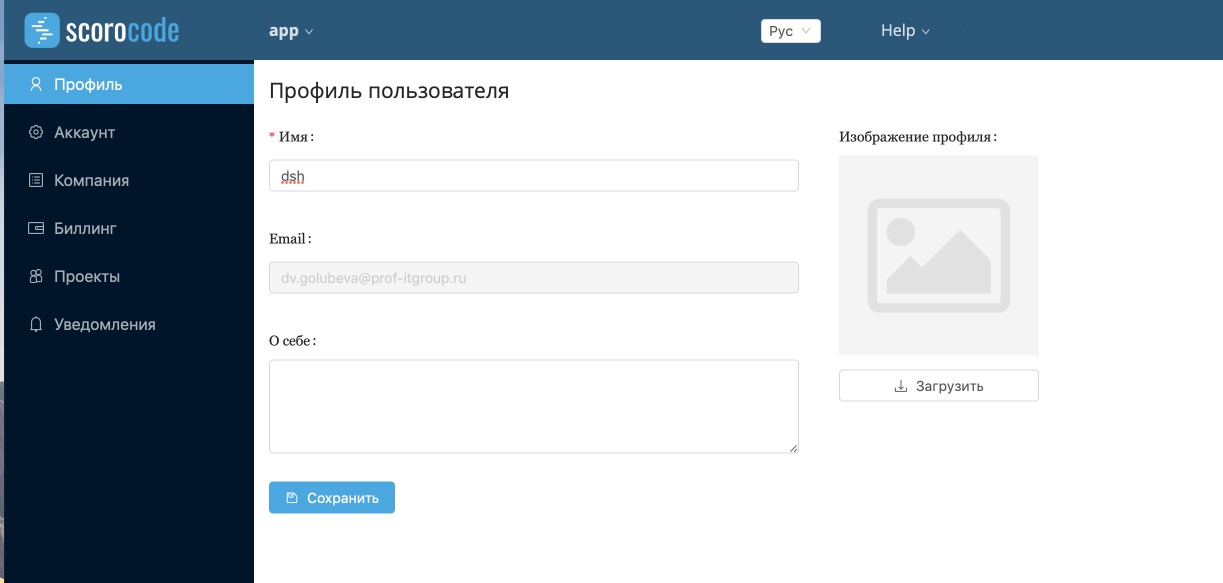 scorocode
app
Рус
Help
Профиль
Аккаунт
Компания
Биллинг
Проекты
Уведомления
Профиль пользователя
* Имя:
dsh
Email:
dv.golubeva@prof-itgroup.ru
О себе:
Сохранить
Изображение профиля:
Загрузить